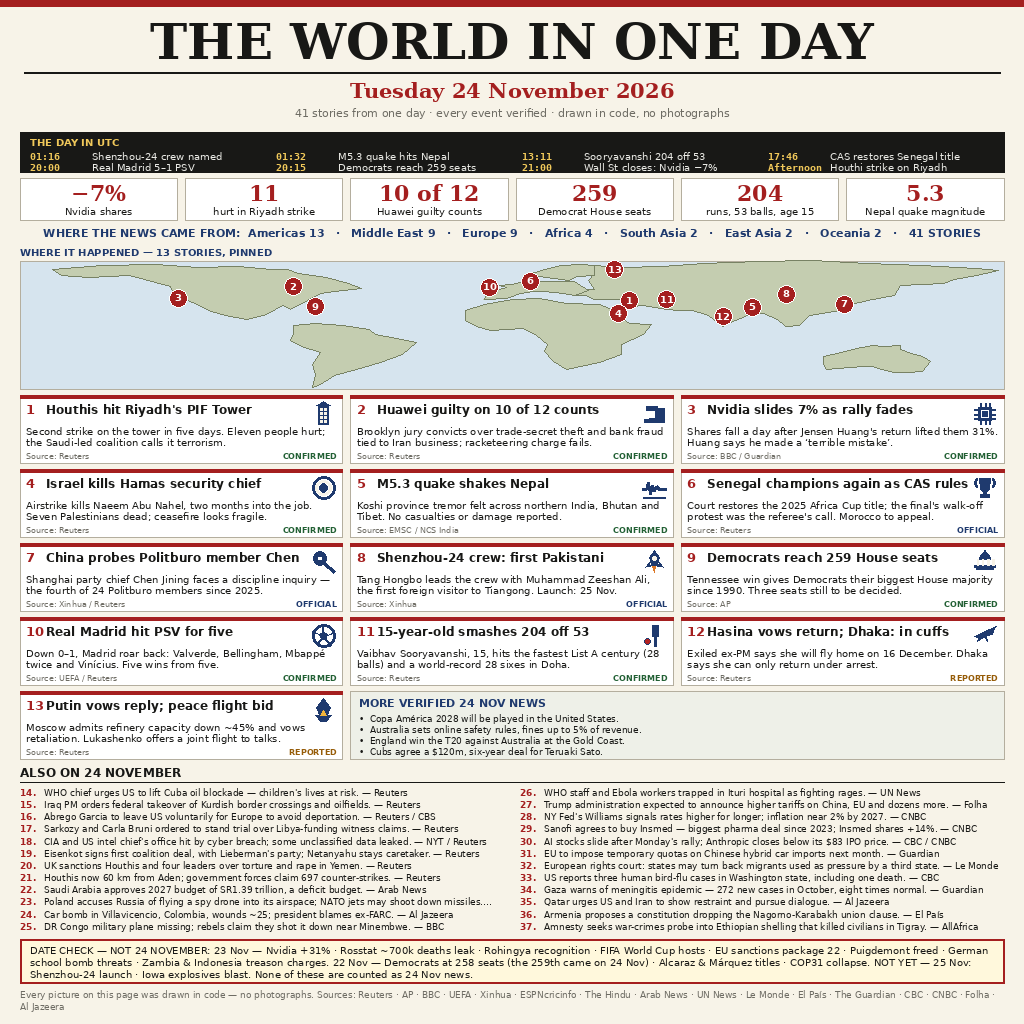 THE WORLD IN ONE DAY
Tuesday 24 November 2026
41 stories from one day · every event verified · drawn in code, no photographs
THE DAY IN UTC
01:16 Shenzhou-24 crew named 01:32 M5.3 quake hits Nepal 13:11 Sooryavanshi 204 off 53 17:46 CAS restores Senegal title
20:00 Real Madrid 5–1 PSV 20:15 Democrats reach 259 seats 21:00 Wall St closes: Nvidia −7% Afternoon Houthi strike on Riyadh
−7% 11 10 of 12 259 204 5.3
Nvidia shares hurt in Riyadh strike Huawei guilty counts Democrat House seats runs, 53 balls, age 15 Nepal quake magnitude
WHERE THE NEWS CAME FROM: Americas 13 · Middle East 9 · Europe 9 · Africa 4 · South Asia 2 · East Asia 2 · Oceania 2 · 41 STORIES
WHERE IT HAPPENED — 13 STORIES, PINNED
13
6
2
10
8
3
1
11
7
9
5
4
12
1 Houthis hit Riyadh's PIF Tower
Second strike on the tower in five days. Eleven people hurt;
the Saudi-led coalition calls it terrorism.
Source: Reuters CONFIRMED
2 Huawei guilty on 10 of 12 counts
Brooklyn jury convicts over trade-secret theft and bank fraud
tied to Iran business; racketeering charge fails.
Source: Reuters CONFIRMED
3 Nvidia slides 7% as rally fades
Shares fall a day after Jensen Huang's return lifted them 31%.
Huang says he made a ‘terrible mistake’.
Source: BBC / Guardian CONFIRMED
4 Israel kills Hamas security chief
Airstrike kills Naeem Abu Nahel, two months into the job.
Seven Palestinians dead; ceasefire looks fragile.
Source: Reuters CONFIRMED
5 M5.3 quake shakes Nepal
Koshi province tremor felt across northern India, Bhutan and
Tibet. No casualties or damage reported.
Source: EMSC / NCS India CONFIRMED
6 Senegal champions again as CAS rules
Court restores the 2025 Africa Cup title; the final's walk-off
protest was the referee's call. Morocco to appeal.
Source: Reuters OFFICIAL
7 China probes Politburo member Chen
Shanghai party chief Chen Jining faces a discipline inquiry —
the fourth of 24 Politburo members since 2025.
Source: Xinhua / Reuters OFFICIAL
8 Shenzhou-24 crew: first Pakistani
Tang Hongbo leads the crew with Muhammad Zeeshan Ali,
the first foreign visitor to Tiangong. Launch: 25 Nov.
Source: Xinhua OFFICIAL
9 Democrats reach 259 House seats
Tennessee win gives Democrats their biggest House majority
since 1990. Three seats still to be decided.
Source: AP CONFIRMED
10 Real Madrid hit PSV for five
Down 0–1, Madrid roar back: Valverde, Bellingham, Mbappé
twice and Vinícius. Five wins from five.
Source: UEFA / Reuters CONFIRMED
11 15-year-old smashes 204 off 53
Vaibhav Sooryavanshi, 15, hits the fastest List A century (28
balls) and a world-record 28 sixes in Doha.
Source: Reuters CONFIRMED
12 Hasina vows return; Dhaka: in cuffs
Exiled ex-PM says she will fly home on 16 December. Dhaka
says she can only return under arrest.
Source: Reuters REPORTED
13 Putin vows reply; peace flight bid
Moscow admits refinery capacity down ~45% and vows
retaliation. Lukashenko offers a joint flight to talks.
Source: Reuters REPORTED
MORE VERIFIED 24 NOV NEWS
• Copa América 2028 will be played in the United States.
• Australia sets online safety rules, fines up to 5% of revenue.
• England win the T20 against Australia at the Gold Coast.
• Cubs agree a $120m, six-year deal for Teruaki Sato.
ALSO ON 24 NOVEMBER
14. WHO chief urges US to lift Cuba oil blockade — children's lives at risk. — Reuters
15. Iraq PM orders federal takeover of Kurdish border crossings and oilfields. — Reuters
16. Abrego Garcia to leave US voluntarily for Europe to avoid deportation. — Reuters / CBS
17. Sarkozy and Carla Bruni ordered to stand trial over Libya-funding witness claims. — Reuters
18. CIA and US intel chief's office hit by cyber breach; some unclassified data leaked. — NYT / Reuters
19. Eisenkot signs first coalition deal, with Lieberman's party; Netanyahu stays caretaker. — Reuters
20. UK sanctions Houthis and four leaders over torture and rape in Yemen. — Reuters
21. Houthis now 60 km from Aden; government forces claim 697 counter-strikes. — Reuters
22. Saudi Arabia approves 2027 budget of SR1.39 trillion, a deficit budget. — Arab News
23. Poland accuses Russia of flying a spy drone into its airspace; NATO jets may shoot down missiles....
24. Car bomb in Villavicencio, Colombia, wounds ~25; president blames ex-FARC. — Al Jazeera
25. DR Congo military plane missing; rebels claim they shot it down near Minembwe. — BBC
26. WHO staff and Ebola workers trapped in Ituri hospital as fighting rages. — UN News
27. Trump administration expected to announce higher tariffs on China, EU and dozens more. — Folha
28. NY Fed's Williams signals rates higher for longer; inflation near 2% by 2027. — CNBC
29. Sanofi agrees to buy Insmed — biggest pharma deal since 2023; Insmed shares +14%. — CNBC
30. AI stocks slide after Monday's rally; Anthropic closes below its $83 IPO price. — CBC / CNBC
31. EU to impose temporary quotas on Chinese hybrid car imports next month. — Guardian
32. European rights court: states may turn back migrants used as pressure by a third state. — Le Monde
33. US reports three human bird-flu cases in Washington state, including one death. — CBC
34. Gaza warns of meningitis epidemic — 272 new cases in October, eight times normal. — Guardian
35. Qatar urges US and Iran to show restraint and pursue dialogue. — Al Jazeera
36. Armenia proposes a constitution dropping the Nagorno-Karabakh union clause. — El País
37. Amnesty seeks war-crimes probe into Ethiopian shelling that killed civilians in Tigray. — AllAfrica
DATE CHECK — NOT 24 NOVEMBER: 23 Nov — Nvidia +31% · Rosstat ~700k deaths leak · Rohingya recognition · FIFA World Cup hosts · EU sanctions package 22 · Puigdemont freed · German
school bomb threats · Zambia & Indonesia treason charges. 22 Nov — Democrats at 258 seats (the 259th came on 24 Nov) · Alcaraz & Márquez titles · COP31 collapse. NOT YET — 25 Nov:
Shenzhou-24 launch · Iowa explosives blast. None of these are counted as 24 Nov news.
Every picture on this page was drawn in code — no photographs. Sources: Reuters · AP · BBC · UEFA · Xinhua · ESPNcricinfo · The Hindu · Arab News · UN News · Le Monde · El País · The Guardian · CBC · CNBC · Folha ·
Al Jazeera